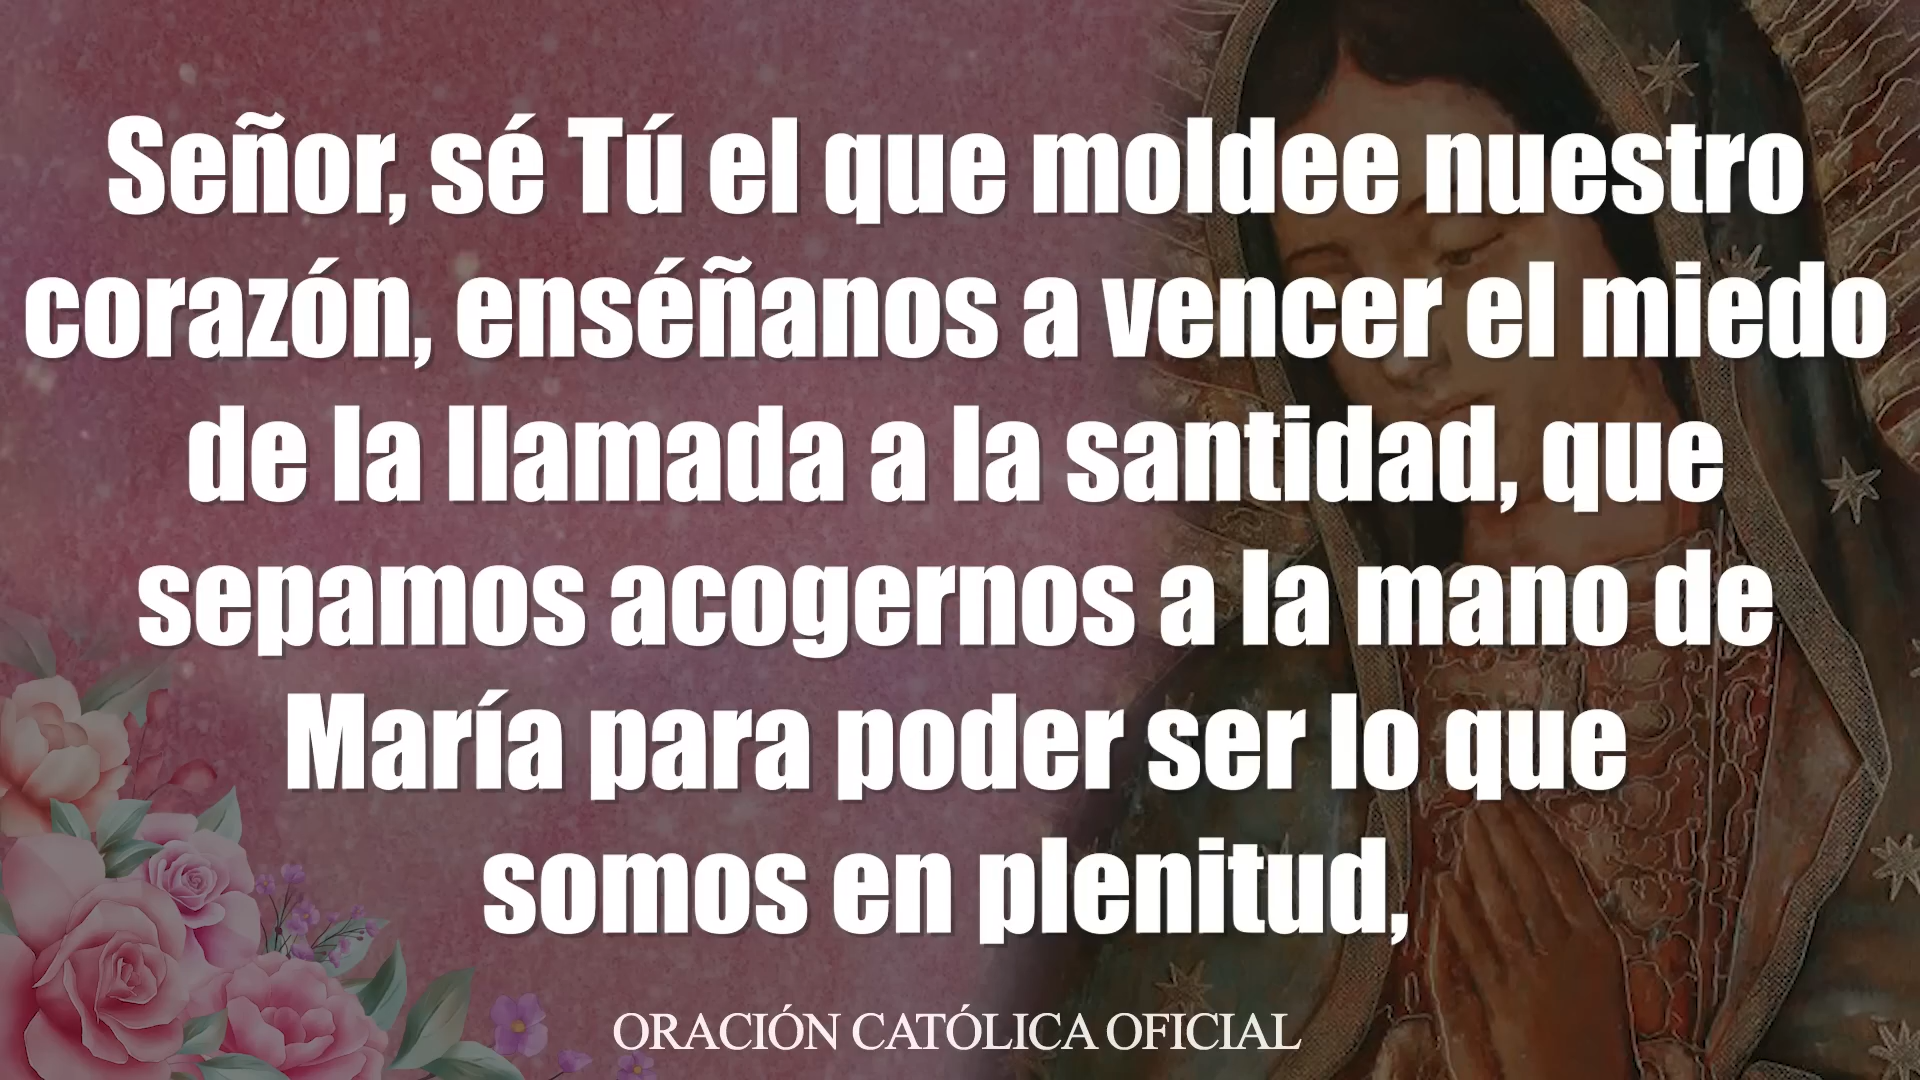 Señor, sé Tú el que moldee nuestro
corazón, enséñanos a vencer el miedo
de la llamada a la santidad, que
sepamos acogernos a la mano de
María para poder ser lo que
somos en plenitud,
ORACIÓN CATÓLICA OFICIAL